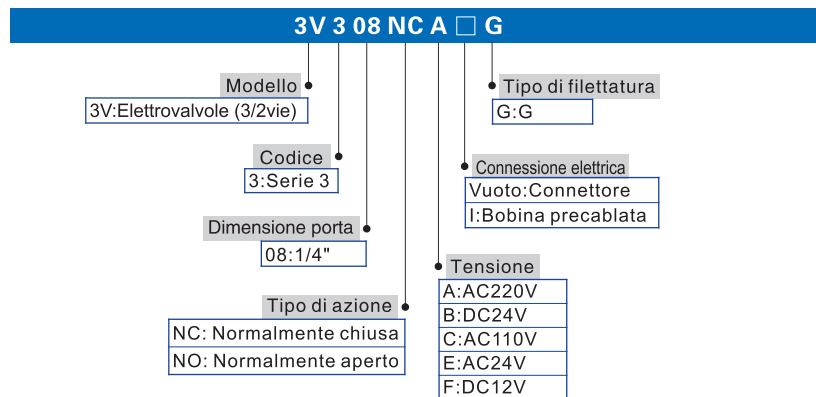 3V 3 08 NC A □ G
Modello
3V:Elettrovalvole (3/2vie)
Codice
3:Serie 3
Dimensione porta
08:1/4"
Tipo di azione
NC: Normalmente chiusa
NO: Normalmente aperto
Tipo di filettatura
G:G
Connessione elettrica
Vuoto:Connettore
I:Bobina precablata
Tensione
A:AC220V
B:DC24V
C:AC110V
E:AC24V
F:DC12V